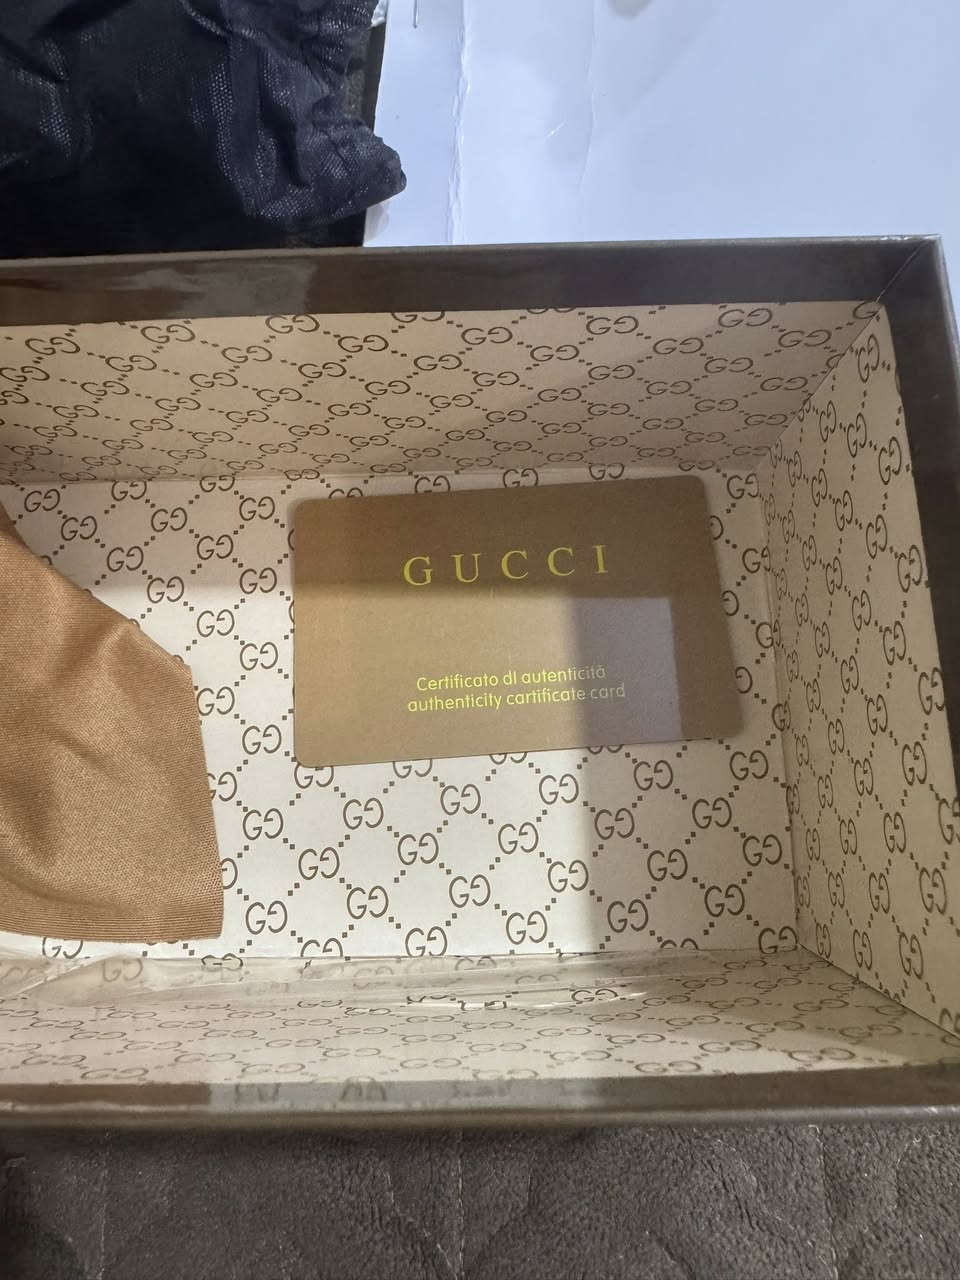 GUCCI
Certificato di autenticità
authenticity cartificate card